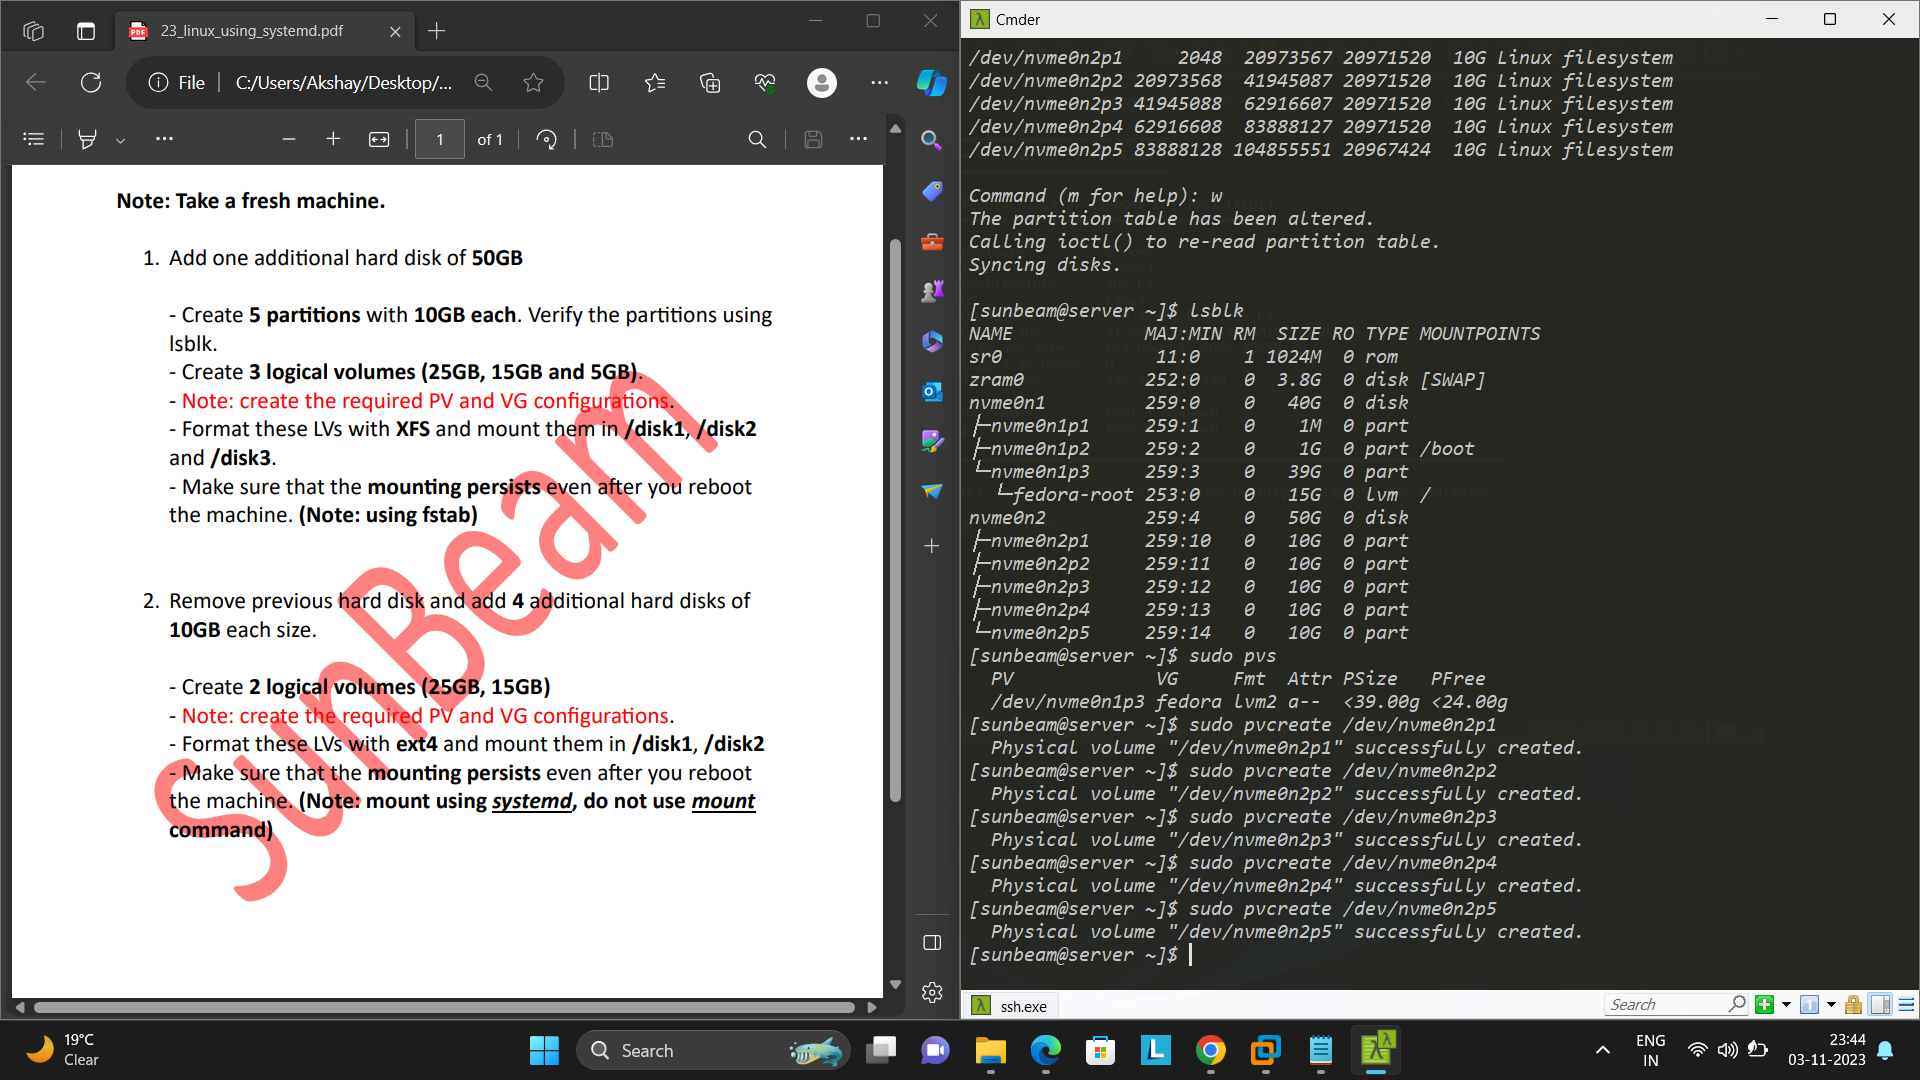 23_linux_using_systemd.pdf
File
C:/Users/Akshay/Desktop/...
1
of 1
Note: Take a fresh machine.
1. Add one additional hard disk of 50GB
- Create 5 partitions with 10GB each. Verify the partitions using
lsblk.
- Create 3 logical volumes (25GB, 15GB and 5GB).
- Note: create the required PV and VG configurations.
- Format these LVs with XFS and mount them in /disk1, /disk2
and /disk3.
- Make sure that the mounting persists even after you reboot
the machine. (Note: using fstab)
2. Remove previous hard disk and add 4 additional hard disks of
10GB each size.
- Create 2 logical volumes (25GB, 15GB)
- Note: create the required PV and VG configurations.
- Format these LVs with ext4 and mount them in /disk1, /disk2
- Make sure that the mounting persists even after you reboot
the machine. (Note: mount using systemd, do not use mount
command)
SunBeam
Cmder
/dev/nvme0n2p1     2048  20973567 20971520  10G Linux filesystem
/dev/nvme0n2p2 20973568  41945087 20971520  10G Linux filesystem
/dev/nvme0n2p3 41945088  62916607 20971520  10G Linux filesystem
/dev/nvme0n2p4 62916608  83888127 20971520  10G Linux filesystem
/dev/nvme0n2p5 83888128 104855551 20967424  10G Linux filesystem
Command (m for help): w
The partition table has been altered.
Calling ioctl() to re-read partition table.
Syncing disks.
[sunbeam@server ~]$ lsblk
NAME            MAJ:MIN RM  SIZE RO TYPE MOUNTPOINTS
sr0              11:0    1 1024M  0 rom
zram0           252:0    0  3.8G  0 disk [SWAP]
nvme0n1         259:0    0   40G  0 disk
├─nvme0n1p1     259:1    0    1M  0 part
├─nvme0n1p2     259:2    0    1G  0 part /boot
└─nvme0n1p3     259:3    0   39G  0 part
  └─fedora-root 253:0    0   15G  0 lvm  /
nvme0n2         259:4    0   50G  0 disk
├─nvme0n2p1     259:10   0   10G  0 part
├─nvme0n2p2     259:11   0   10G  0 part
├─nvme0n2p3     259:12   0   10G  0 part
├─nvme0n2p4     259:13   0   10G  0 part
└─nvme0n2p5     259:14   0   10G  0 part
[sunbeam@server ~]$ sudo pvs
  PV             VG     Fmt  Attr PSize   PFree
  /dev/nvme0n1p3 fedora lvm2 a--  <39.00g <24.00g
[sunbeam@server ~]$ sudo pvcreate /dev/nvme0n2p1
  Physical volume "/dev/nvme0n2p1" successfully created.
[sunbeam@server ~]$ sudo pvcreate /dev/nvme0n2p2
  Physical volume "/dev/nvme0n2p2" successfully created.
[sunbeam@server ~]$ sudo pvcreate /dev/nvme0n2p3
  Physical volume "/dev/nvme0n2p3" successfully created.
[sunbeam@server ~]$ sudo pvcreate /dev/nvme0n2p4
  Physical volume "/dev/nvme0n2p4" successfully created.
[sunbeam@server ~]$ sudo pvcreate /dev/nvme0n2p5
  Physical volume "/dev/nvme0n2p5" successfully created.
[sunbeam@server ~]$
ssh.exe
Search
19°C
Clear
Search
ENG
IN
23:44
03-11-2023